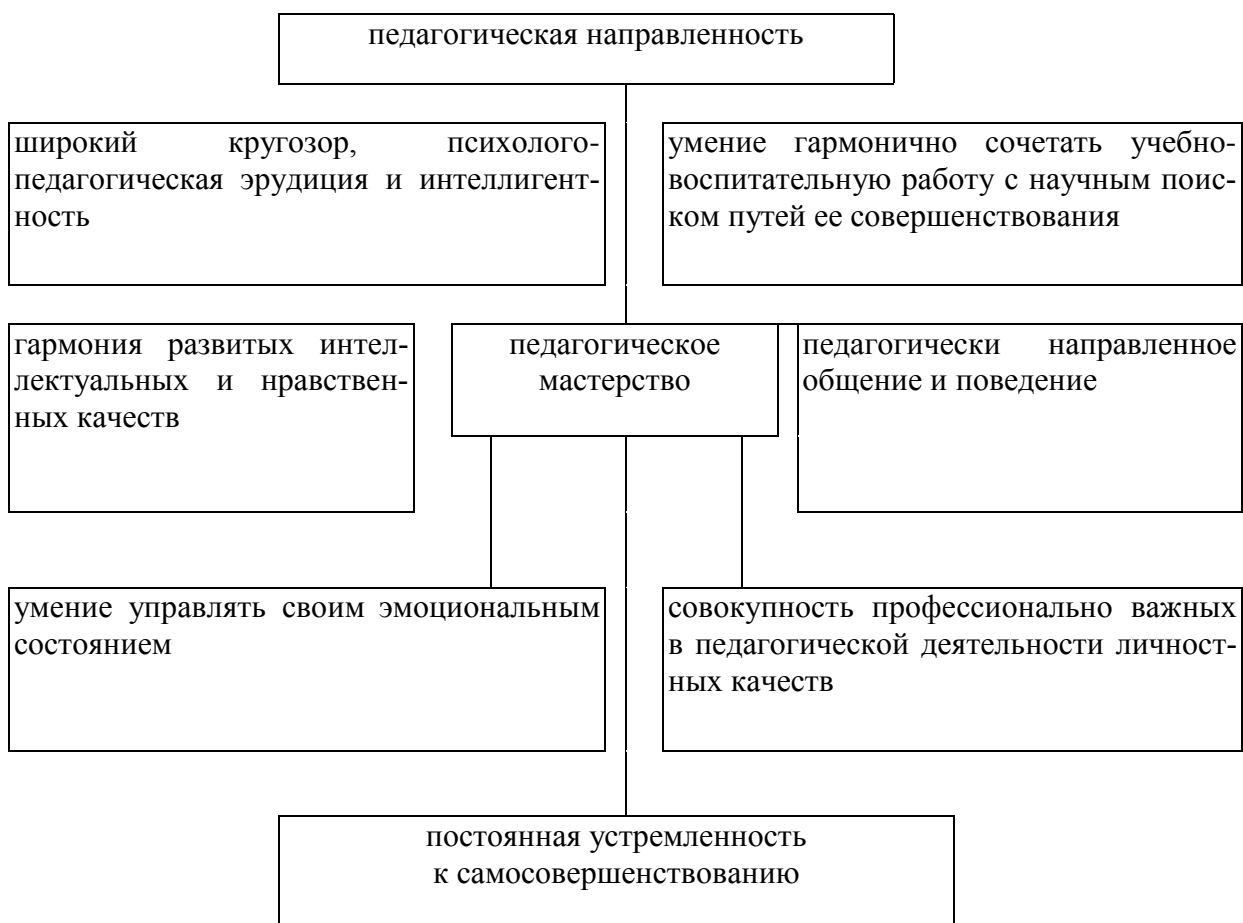 педагогическая направленность
широкий кругозор, психолого-
педагогическая эрудиция и интеллигент-
ность
умение гармонично сочетать учебно-
воспитательную работу с научным поис-
ком путей ее совершенствования
гармония развитых интел-
лектуальных и нравствен-
ных качеств
педагогическое
мастерство
педагогически направленное
общение и поведение
умение управлять своим эмоциональным
состоянием
совокупность профессионально важных
в педагогической деятельности личност-
ных качеств
постоянная устремленность
к самосовершенствованию